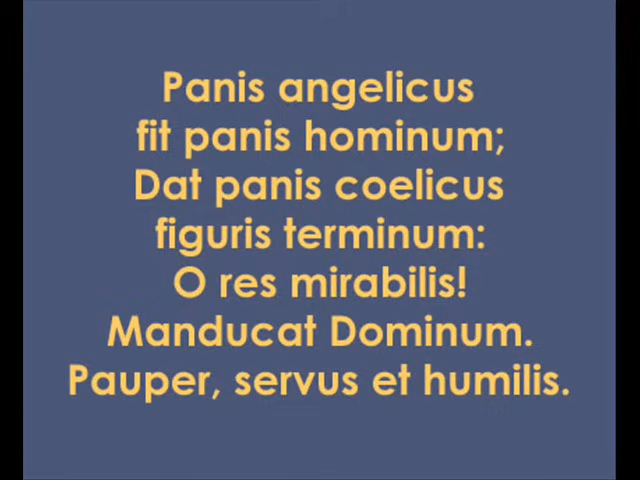 Panis angelicus
fit panis hominum;
Dat panis coelicus
figuris terminum:
O res mirabilis!
Manducat Dominum.
Pauper, servus et humilis.